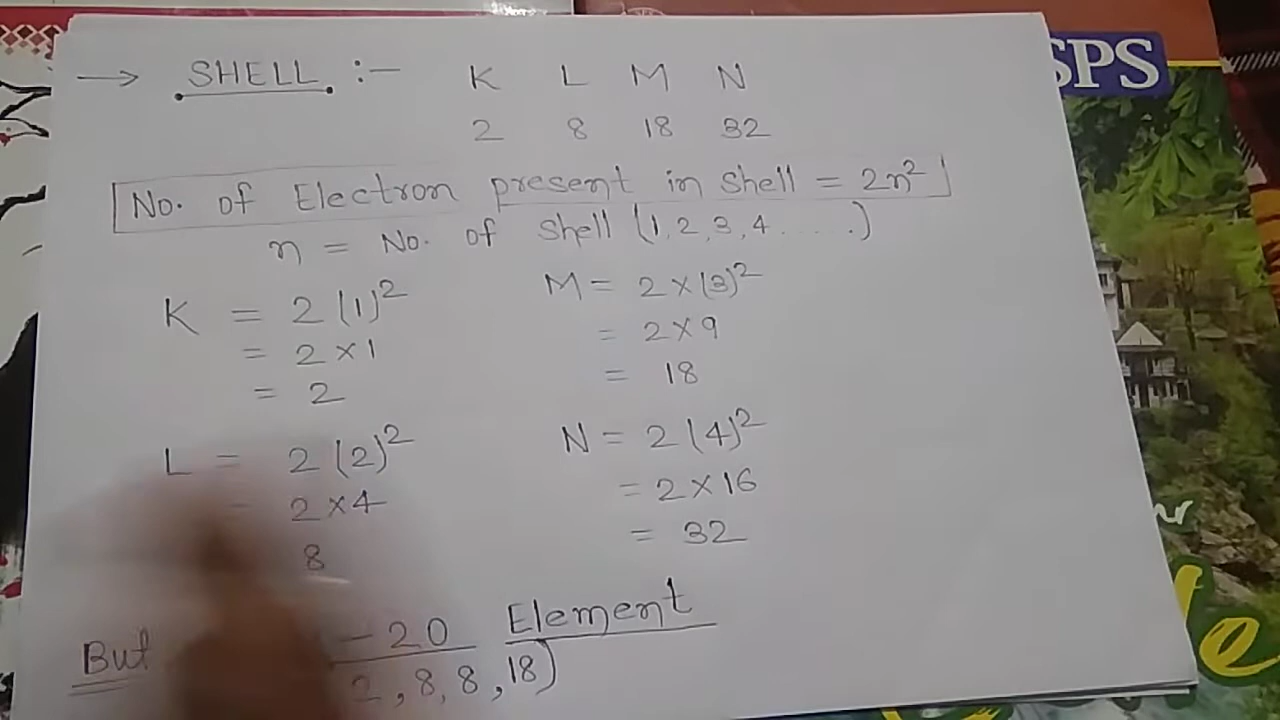 → SHELL :- K L M N
2 8 18 32
No. of Electron present in shell = 2n²
n = No. of shell (1, 2, 3, 4 . . . .)
K = 2 (1)²
= 2 × 1
= 2
L = 2 (2)²
= 2 × 4
8
M = 2 × (3)²
= 2 × 9
= 18
N = 2 (4)²
= 2 × 16
= 32
But – 20 Element
2, 8, 8, 18)
SPS